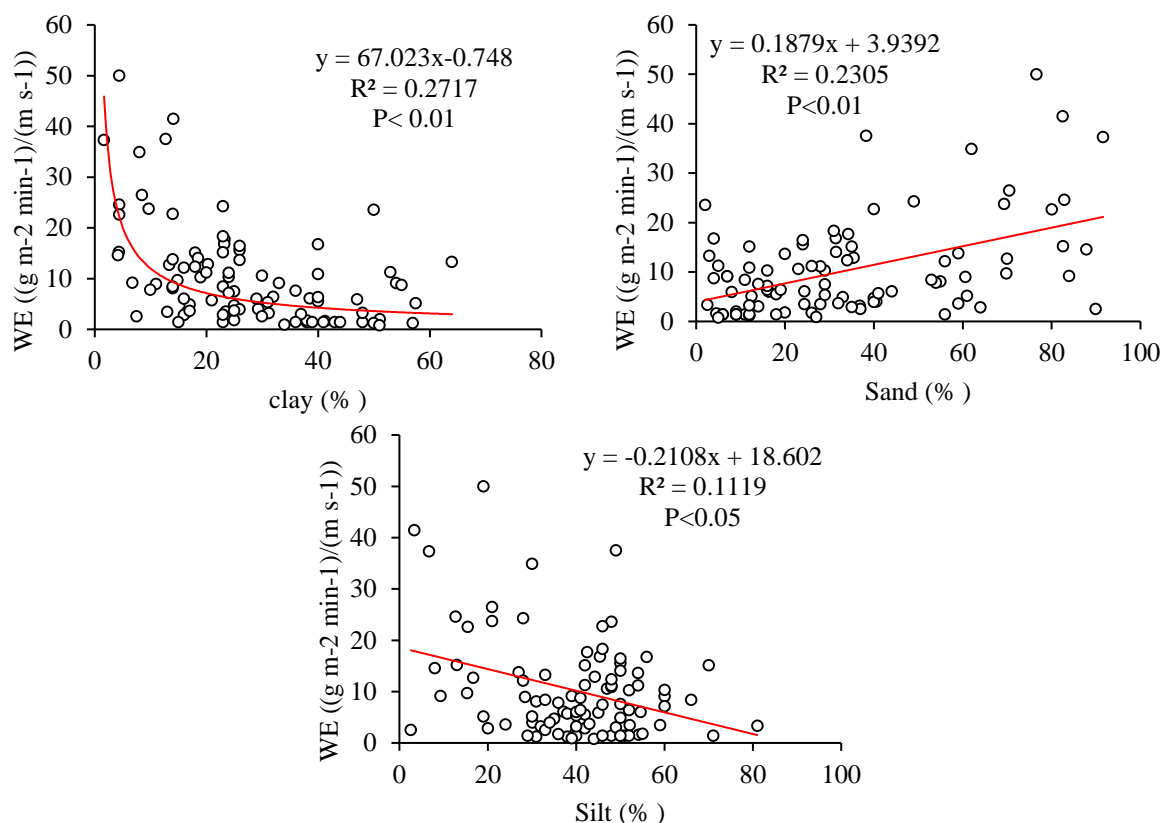 y = 67.023x-0.748
R² = 0.2717
P< 0.01
WE ((g m-2 min-1)/(m s-1))
60
50
40
30
20
10
0
0 20 40 60 80
clay (% )
y = 0.1879x + 3.9392
R² = 0.2305
P<0.01
WE ((g m-2 min-1)/(m s-1))
60
50
40
30
20
10
0
0 20 40 60 80 100
Sand (% )
y = -0.2108x + 18.602
R² = 0.1119
P<0.05
WE ((g m-2 min-1)/(m s-1))
60
50
40
30
20
10
0
0 20 40 60 80 100
Silt (% )